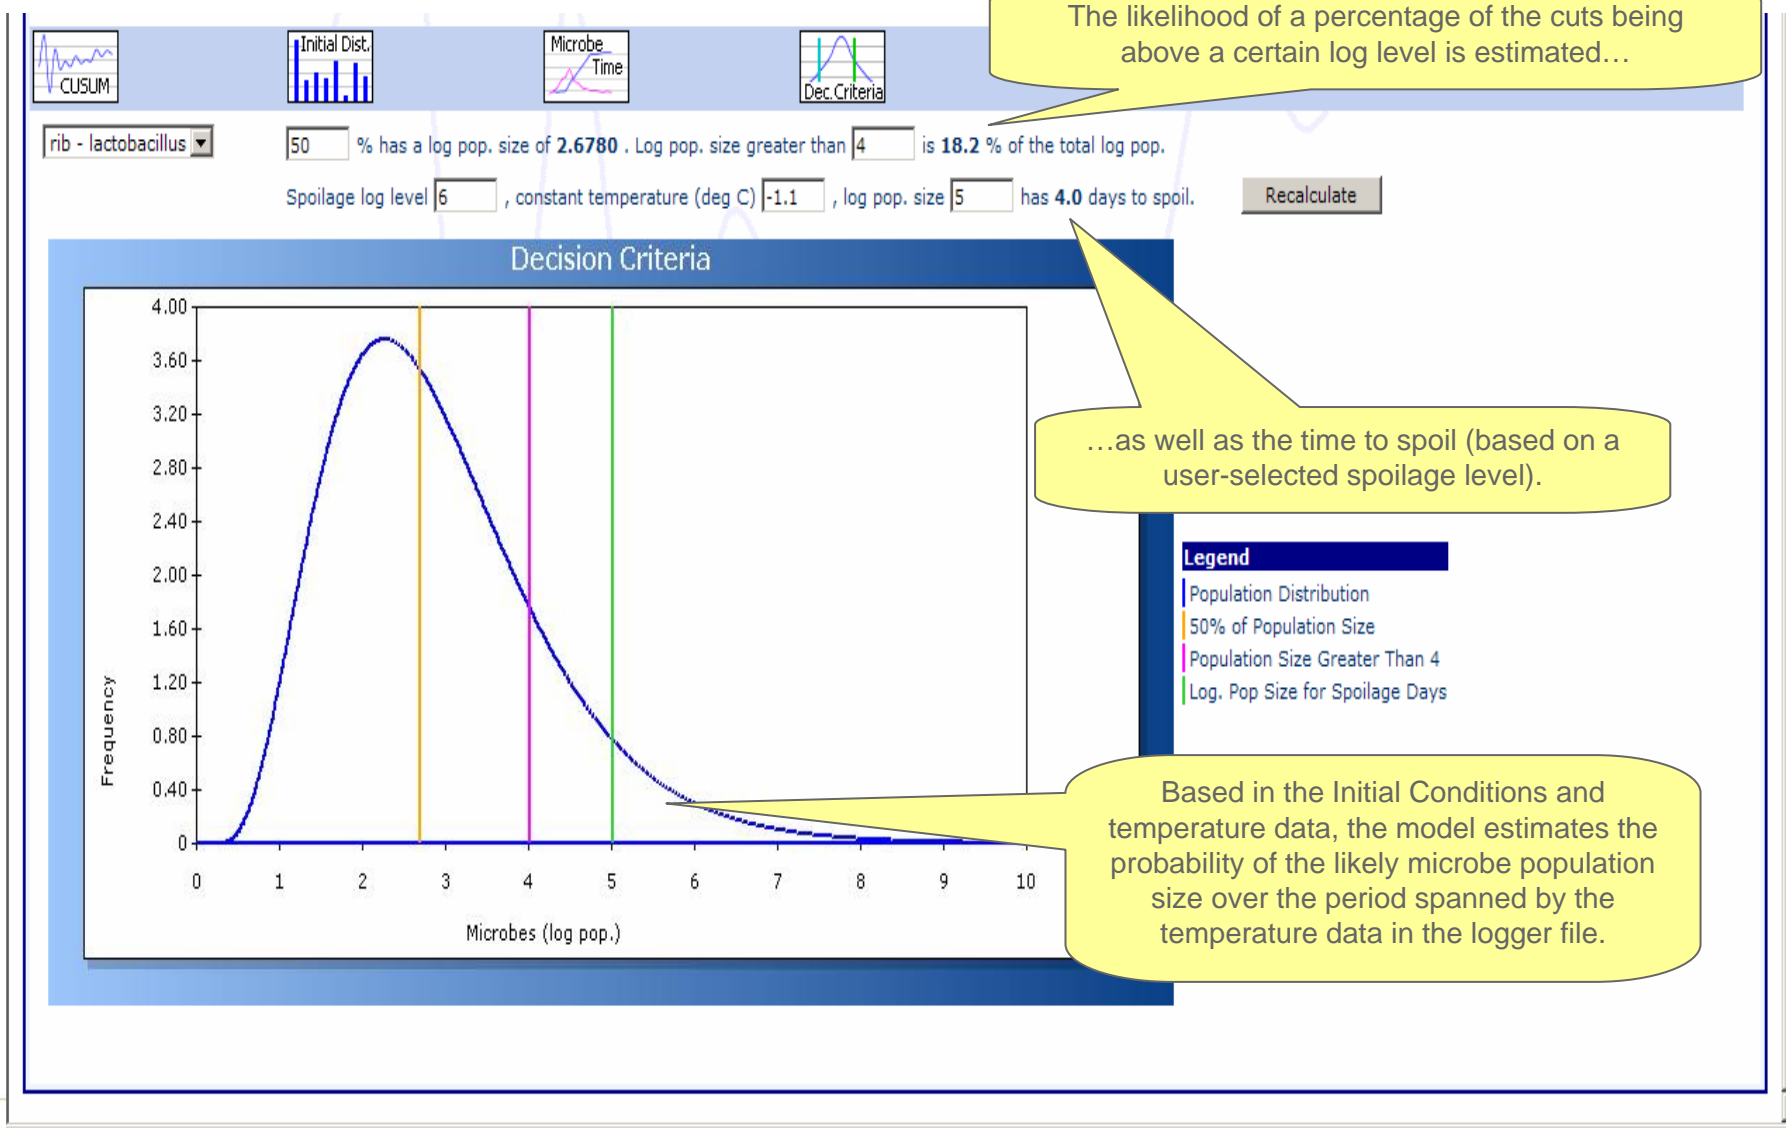 The likelihood of a percentage of the cuts being
above a certain log level is estimated…
CUSUM
Initial Dist.
Microbe
Time
Dec.Criteria
rib - lactobacillus
50 % has a log pop. size of 2.6780 . Log pop. size greater than 4 is 18.2 % of the total log pop.
Spoilage log level 6 , constant temperature (deg C) -1.1 , log pop. size 5 has 4.0 days to spoil.
Recalculate
Decision Criteria
4.00
3.60
3.20
2.80
2.40
2.00
1.60
1.20
0.80
0.40
0
Frequency
0 1 2 3 4 5 6 7 8 9 10
Microbes (log pop.)
…as well as the time to spoil (based on a
user-selected spoilage level).
Legend
Population Distribution
50% of Population Size
Population Size Greater Than 4
Log. Pop Size for Spoilage Days
Based in the Initial Conditions and
temperature data, the model estimates the
probability of the likely microbe population
size over the period spanned by the
temperature data in the logger file.